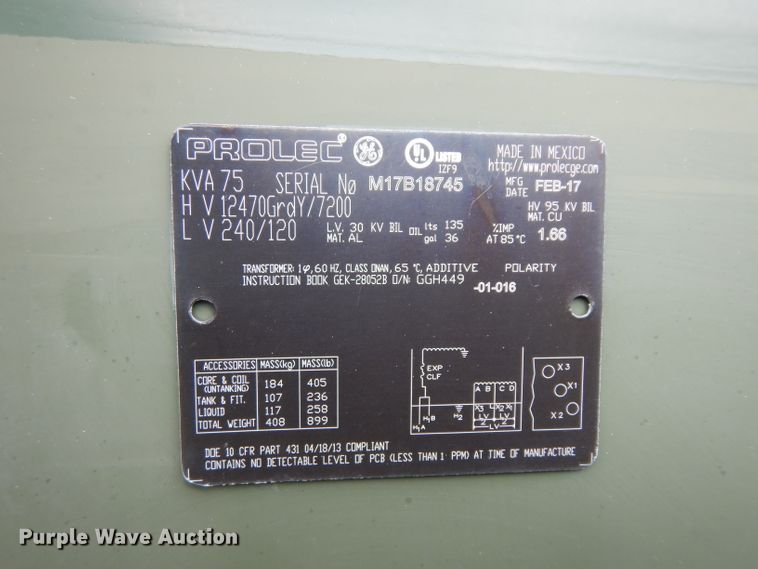 PROLEC® GE UL LISTED MADE IN MEXICO
IZF9 http://www.prolecge.com
KVA 75 SERIAL Nø M17B18745 MFG DATE FEB-17
H V 12470GrdY/7200 HV 95 KV BIL
MAT. CU
L V 240/120 L.V. 30 KV BIL OIL lts 135 %IMP 1.66
MAT. AL gal 36 AT 85°C
TRANSFORMER: 1φ, 60 HZ, CLASS ONAN, 65 °C, ADDITIVE POLARITY
INSTRUCTION BOOK GEK-28052B O/N: GGH449 -01-016
ACCESSORIES MASS(kg) MASS(lb)
CORE & COIL (UNTANKING) 184 405
TANK & FIT. 107 236
LIQUID 117 258
TOTAL WEIGHT 408 899
EXP
CLF
A B C D
X3 X2 X1
LV LV
LV
H1A H1B H2
X3
X1
X2
DOE 10 CFR PART 431 04/18/13 COMPLIANT
CONTAINS NO DETECTABLE LEVEL OF PCB (LESS THAN 1 PPM) AT TIME OF MANUFACTURE
Purple Wave Auction